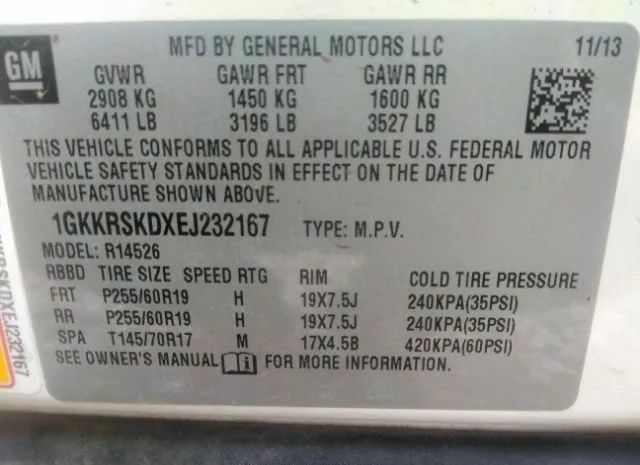 GM
MFD BY GENERAL MOTORS LLC 11/13
GVWR GAWR FRT GAWR RR
2908 KG 1450 KG 1600 KG
6411 LB 3196 LB 3527 LB
THIS VEHICLE CONFORMS TO ALL APPLICABLE U.S. FEDERAL MOTOR
VEHICLE SAFETY STANDARDS IN EFFECT ON THE DATE OF
MANUFACTURE SHOWN ABOVE.
1GKKRSKDXEJ232167 TYPE: M.P.V.
MODEL: R14526
RBBD TIRE SIZE SPEED RTG RIM COLD TIRE PRESSURE
FRT P255/60R19 H 19X7.5J 240KPA(35PSI)
RR P255/60R19 H 19X7.5J 240KPA(35PSI)
SPA T145/70R17 M 17X4.5B 420KPA(60PSI)
SEE OWNER'S MANUAL FOR MORE INFORMATION.
KRSKDXEJ232167